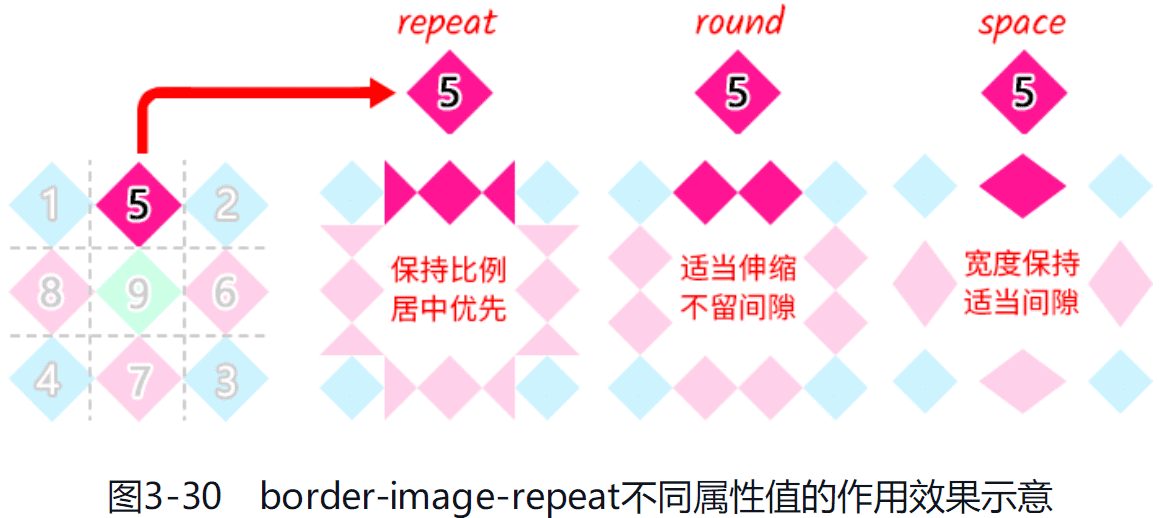 repeat
round
space
5
5
5
1
5
2
8
9
6
4
7
3
保持比例
居中优先
适当伸缩
不留间隙
宽度保持
适当间隙
图3-30 border-image-repeat不同属性值的作用效果示意